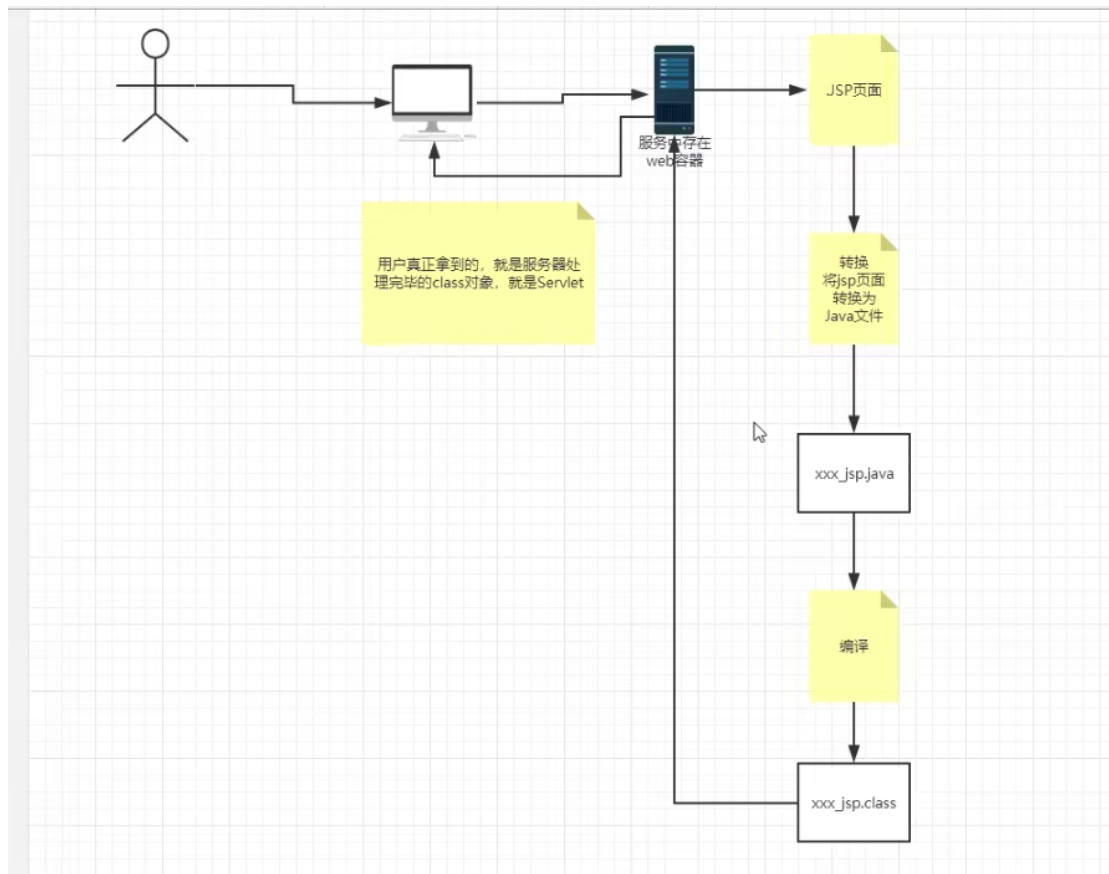 JSP页面
服务中存在
web容器
用户真正拿到的，就是服务器处
理完毕的class对象，就是Servlet
转换
将jsp页面
转换为
Java文件
xxx_jsp.java
编译
xxx_jsp.class